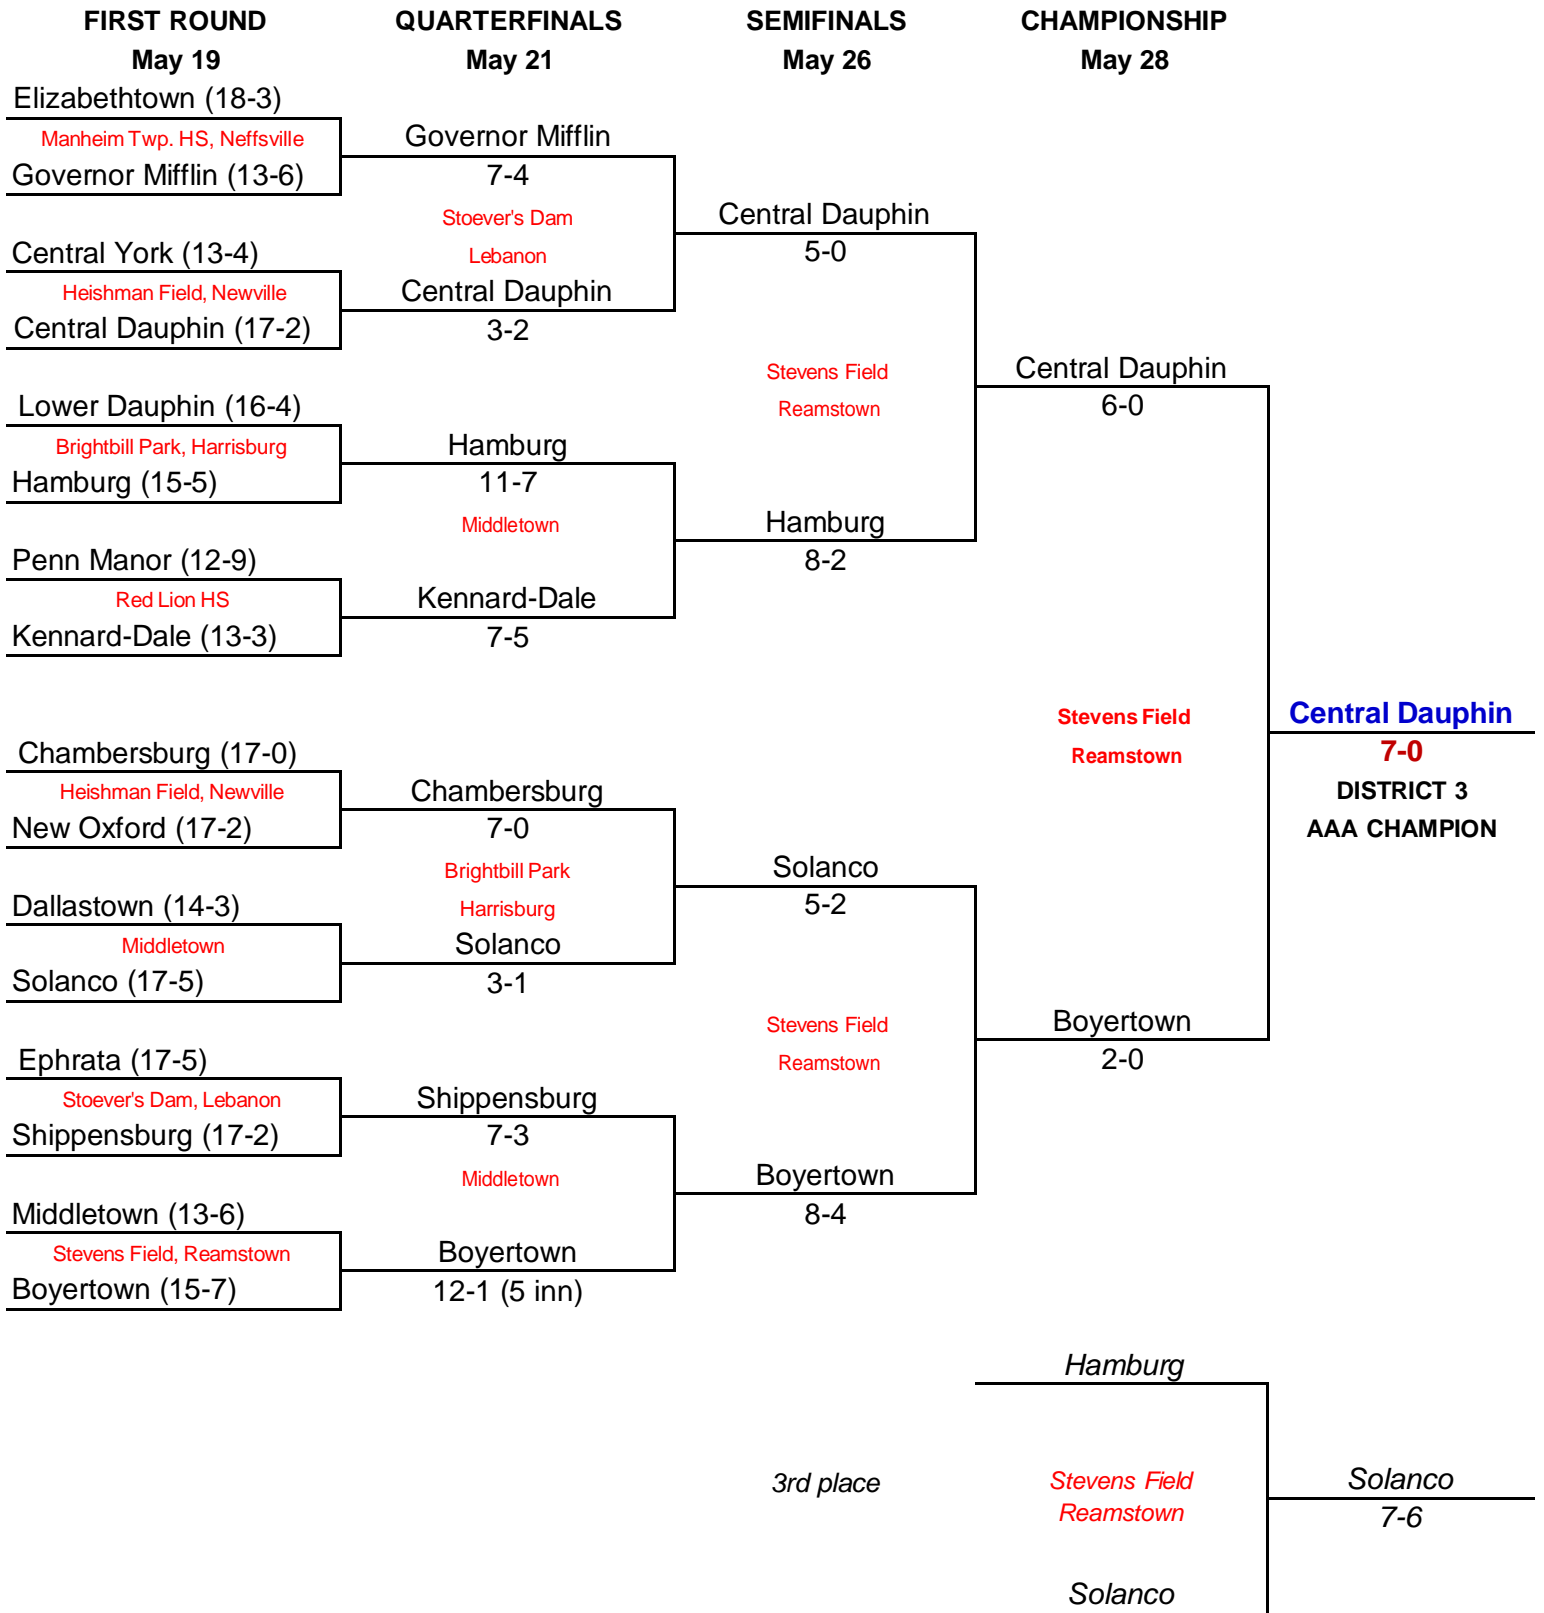 FIRST ROUND
QUARTERFINALS
SEMIFINALS
CHAMPIONSHIP
May 19
May 21
May 26
May 28
Elizabethtown (18-3)
Manheim Twp. HS, Neffsville
Governor Mifflin (13-6)
Governor Mifflin
7-4
Stoever's Dam
Lebanon
Central York (13-4)
Heishman Field, Newville
Central Dauphin (17-2)
Central Dauphin
3-2
Central Dauphin
5-0
Stevens Field
Reamstown
Lower Dauphin (16-4)
Brightbill Park, Harrisburg
Hamburg (15-5)
Hamburg
11-7
Middletown
Penn Manor (12-9)
Red Lion HS
Kennard-Dale (13-3)
Kennard-Dale
7-5
Hamburg
8-2
Central Dauphin
6-0
Stevens Field
Reamstown
Central Dauphin
7-0
DISTRICT 3
AAA CHAMPION
Chambersburg (17-0)
Heishman Field, Newville
New Oxford (17-2)
Chambersburg
7-0
Brightbill Park
Harrisburg
Dallastown (14-3)
Middletown
Solanco (17-5)
Solanco
3-1
Solanco
5-2
Stevens Field
Reamstown
Ephrata (17-5)
Stoever's Dam, Lebanon
Shippensburg (17-2)
Shippensburg
7-3
Middletown
Middletown (13-6)
Stevens Field, Reamstown
Boyertown (15-7)
Boyertown
12-1 (5 inn)
Boyertown
8-4
Boyertown
2-0
Hamburg
3rd place
Stevens Field
Reamstown
Solanco
7-6
Solanco